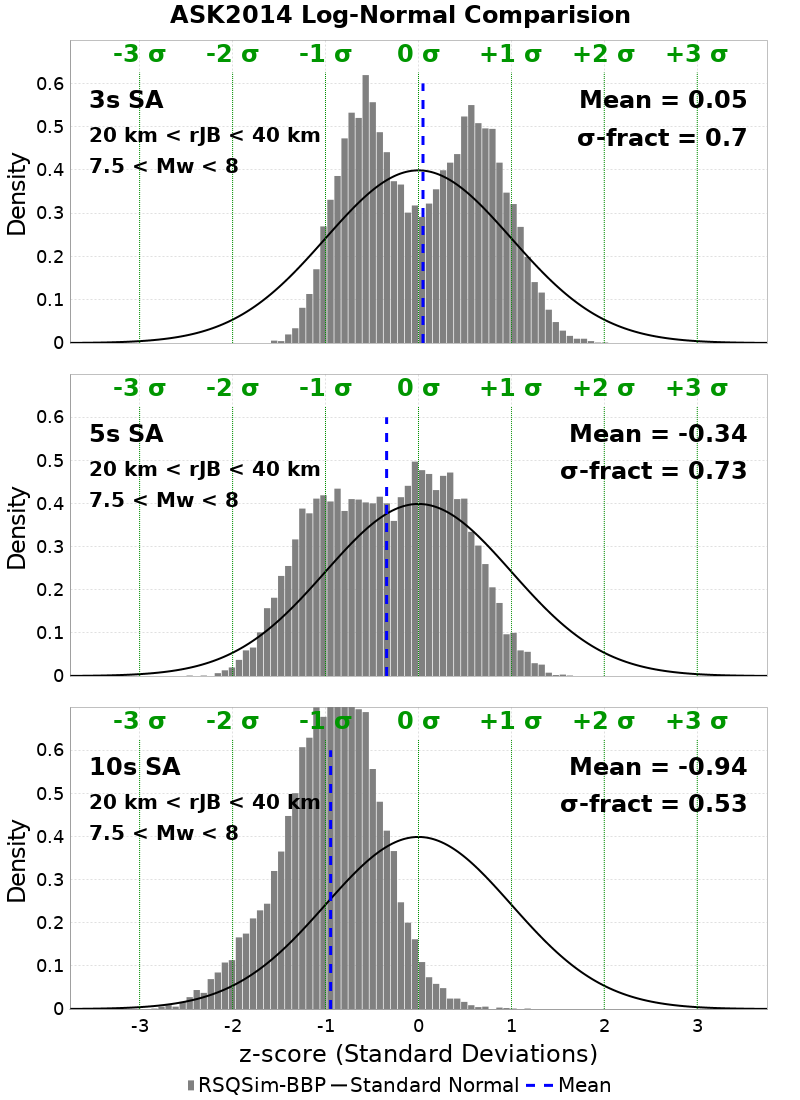 ASK2014 Log-Normal Comparision
-3 σ -2 σ -1 σ 0 σ +1 σ +2 σ +3 σ
3s SA
Mean = 0.05
20 km < rJB < 40 km
σ-fract = 0.7
7.5 < Mw < 8
Density
0.6
0.5
0.4
0.3
0.2
0.1
0
-3 σ -2 σ -1 σ 0 σ +1 σ +2 σ +3 σ
5s SA
Mean = -0.34
20 km < rJB < 40 km
σ-fract = 0.73
7.5 < Mw < 8
Density
0.6
0.5
0.4
0.3
0.2
0.1
0
-3 σ -2 σ -1 σ 0 σ +1 σ +2 σ +3 σ
10s SA
Mean = -0.94
20 km < rJB < 40 km
σ-fract = 0.53
7.5 < Mw < 8
Density
0.6
0.5
0.4
0.3
0.2
0.1
0
-3 -2 -1 0 1 2 3
z-score (Standard Deviations)
RSQSim-BBP Standard Normal Mean